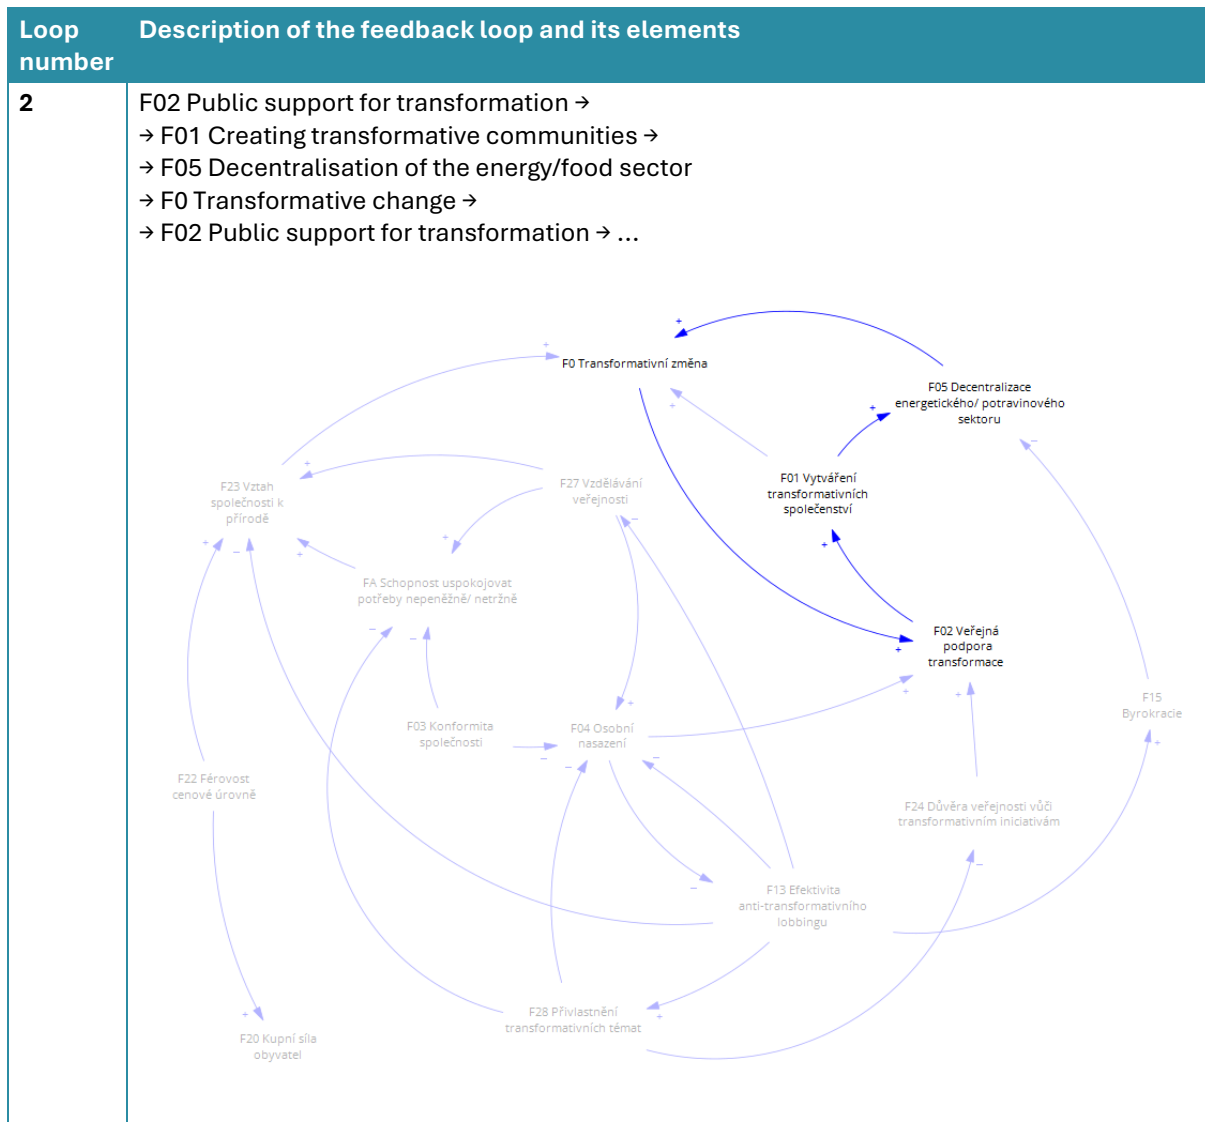 Loop number
Description of the feedback loop and its elements
2
F02 Public support for transformation →
→ F01 Creating transformative communities →
→ F05 Decentralisation of the energy/food sector
→ F0 Transformative change →
→ F02 Public support for transformation → ...
+
+
F0 Transformativní změna
+
F05 Decentralizace
energetického/ potravinového
sektoru
+
–
+
F23 Vztah
společnosti k
přírodě
F27 Vzdělávání
veřejnosti
F01 Vytváření
transformativních
společenství
–
+
–
+
+
+
FA Schopnost uspokojovat
potřeby nepeněžně/ netržně
–
–
F02 Veřejná
podpora
transformace
+
+
+
+
F03 Konformita
společnosti
F04 Osobní
nasazení
F15
Byrokracie
+
–
–
–
F22 Férovost
cenové úrovně
F24 Důvěra veřejnosti vůči
transformativním iniciativám
–
–
F13 Efektivita
anti-transformativního
lobbingu
+
+
F28 Přivlastnění
transformativních témat
F20 Kupní síla
obyvatel